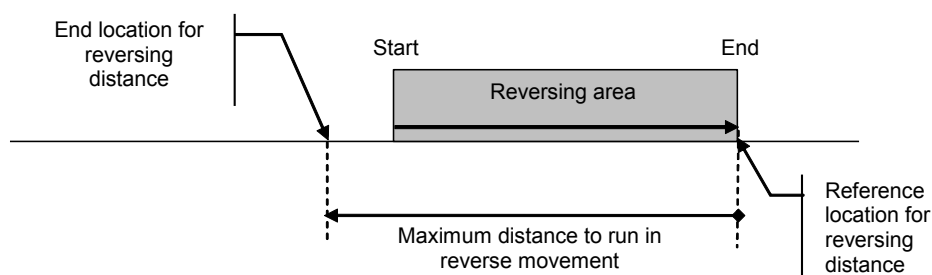 End location for
reversing
distance
Start
End
Reversing area
Maximum distance to run in
reverse movement
Reference
location for
reversing
distance